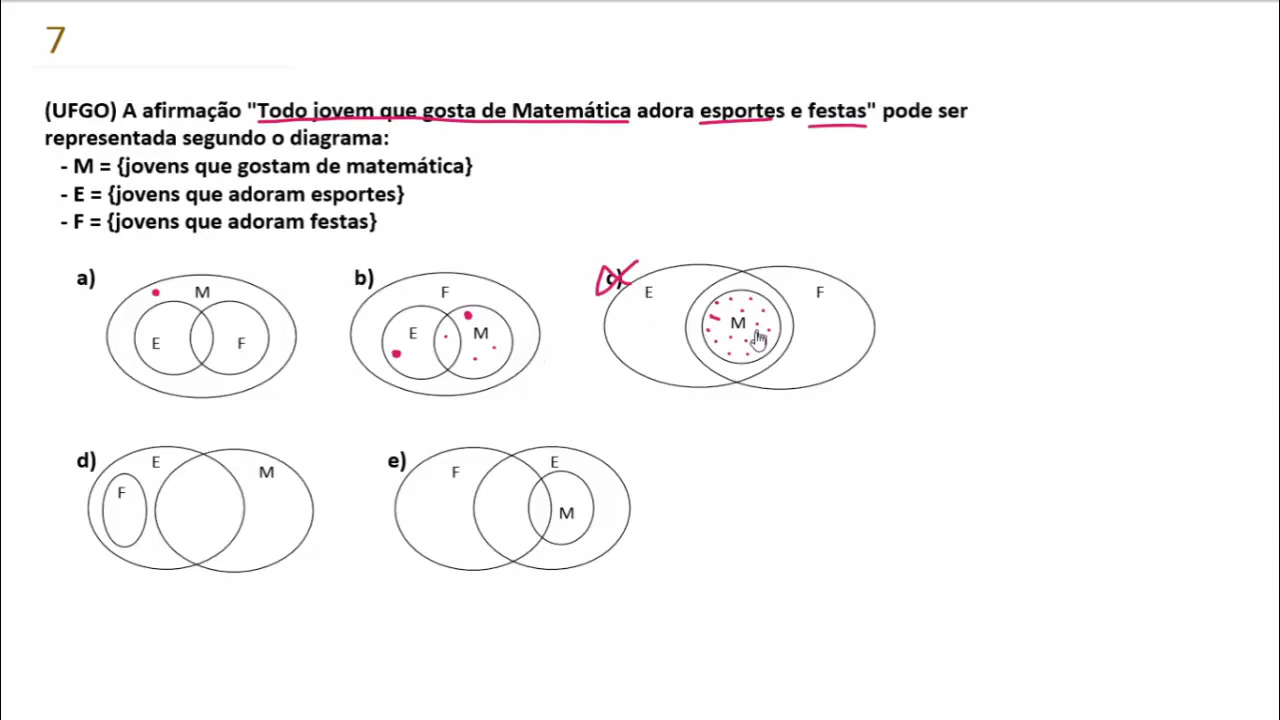 7
(UFGO) A afirmação "Todo jovem que gosta de Matemática adora esportes e festas" pode ser
representada segundo o diagrama:
- M = {jovens que gostam de matemática}
- E = {jovens que adoram esportes}
- F = {jovens que adoram festas}
a)
M
E
F
b)
F
E
M
c)
E
F
M
d)
E
M
F
e)
F
E
M